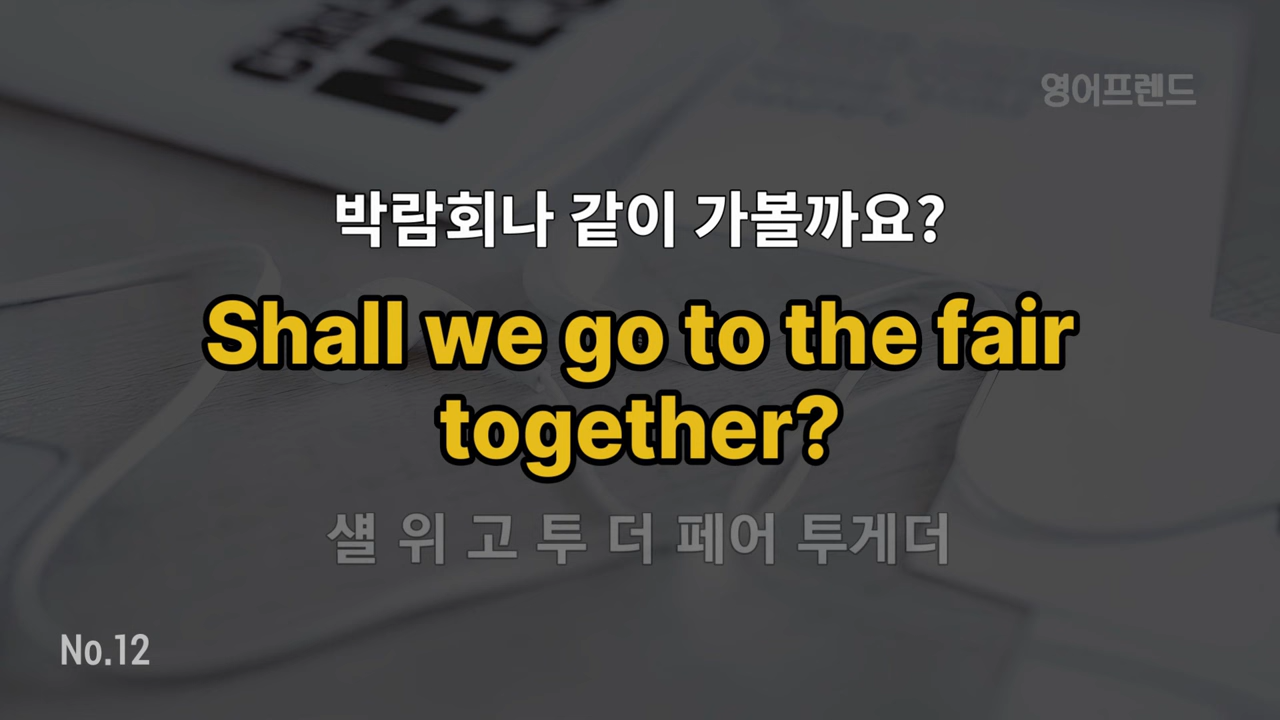 영어프렌드
박람회나 같이 가볼까요?
Shall we go to the fair
together?
섈 위 고 투 더 페어 투게더
No.12